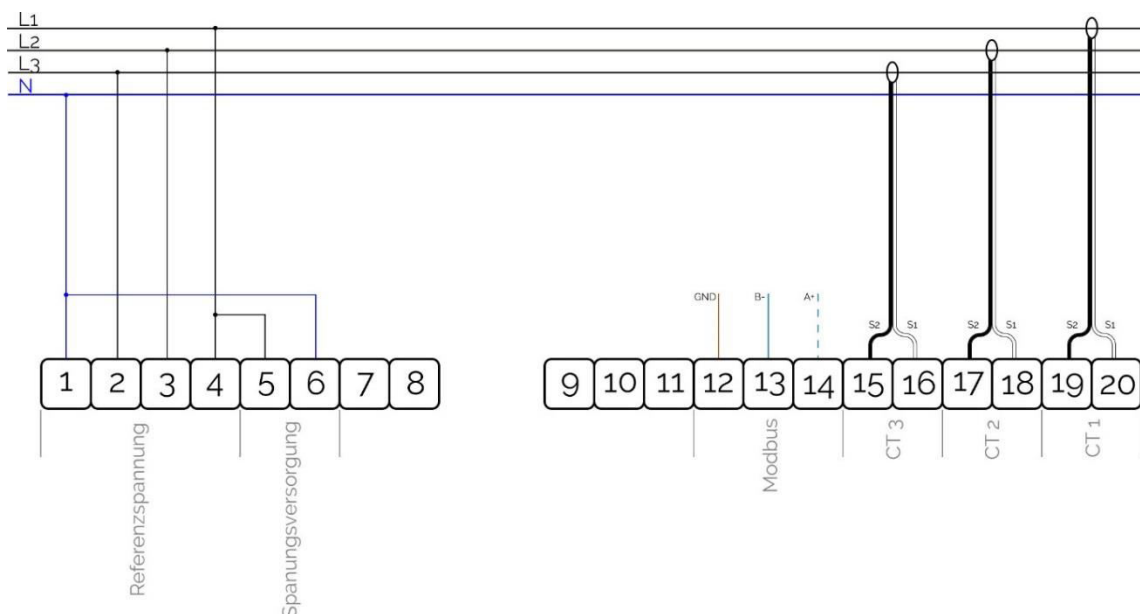 L1
L2
L3
N
GND
B-
A+
S2
S1
S2
S1
S2
S1
1 2 3 4 5 6 7 8
9 10 11 12 13 14 15 16 17 18 19 20
Referenzspannung
Spanungsversorgung
Modbus
CT 3
CT 2
CT 1